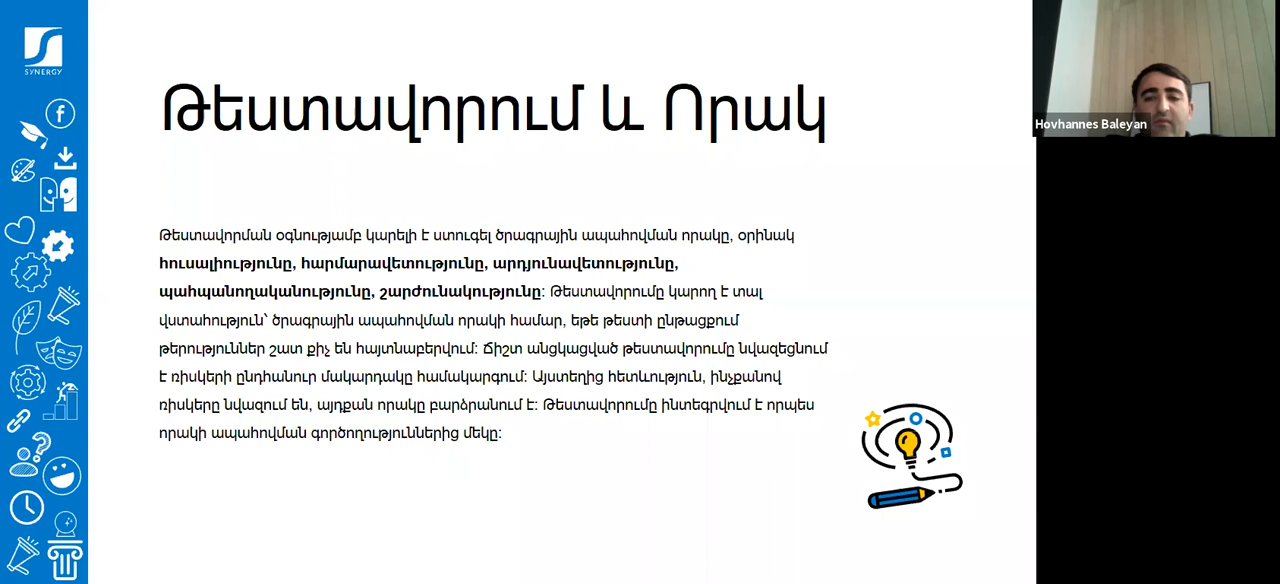 SYNERGY
Թեստավորում և Որակ
Hovhannes Baleyan
Թեստավորման օգնությամբ կարելի է ստուգել ծրագրային ապահովման որակը, օրինակ
հուսալիությունը, հարմարավետությունը, արդյունավետությունը,
պահպանողականությունը, շարժունակությունը: Թեստավորումը կարող է տալ
վստահություն՝ ծրագրային ապահովման որակի համար, եթե թեստի ընթացքում
թերություններ շատ քիչ են հայտնաբերվում: Ճիշտ անցկացված թեստավորումը նվազեցնում
է ռիսկերի ընդհանուր մակարդակը համակարգում: Այստեղից հետևություն, ինչքանով
ռիսկերը նվազում են, այդքան որակը բարձրանում է: Թեստավորումը ինտեգրվում է որպես
որակի ապահովման գործողություններից մեկը: